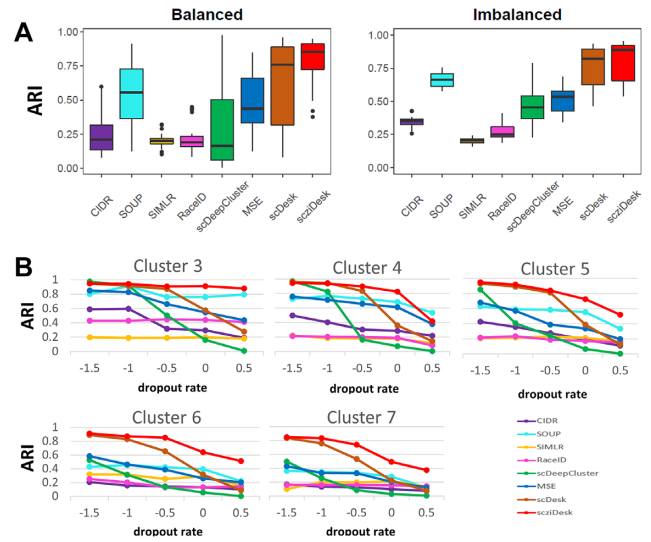 A
Balanced
Imbalanced
ARI
1.00
0.75
0.50
0.25
0.00
CIDR
SOUP
SIMLR
RaceID
scDeepCluster
MSE
scDesk
scziDesk
1.00
0.75
0.50
0.25
0.00
CIDR
SOUP
SIMLR
RaceID
scDeepCluster
MSE
scDesk
scziDesk
B
Cluster 3
Cluster 4
Cluster 5
ARI
1
0.8
0.6
0.4
0.2
0
-1.5 -1 -0.5 0 0.5
dropout rate
1
0.8
0.6
0.4
0.2
0
-1.5 -1 -0.5 0 0.5
dropout rate
1
0.8
0.6
0.4
0.2
0
-1.5 -1 -0.5 0 0.5
dropout rate
Cluster 6
Cluster 7
ARI
1
0.8
0.6
0.4
0.2
0
-1.5 -1 -0.5 0 0.5
dropout rate
1
0.8
0.6
0.4
0.2
0
-1.5 -1 -0.5 0 0.5
dropout rate
CIDR
SOUP
SIMLR
RaceID
scDeepCluster
MSE
scDesk
scziDesk